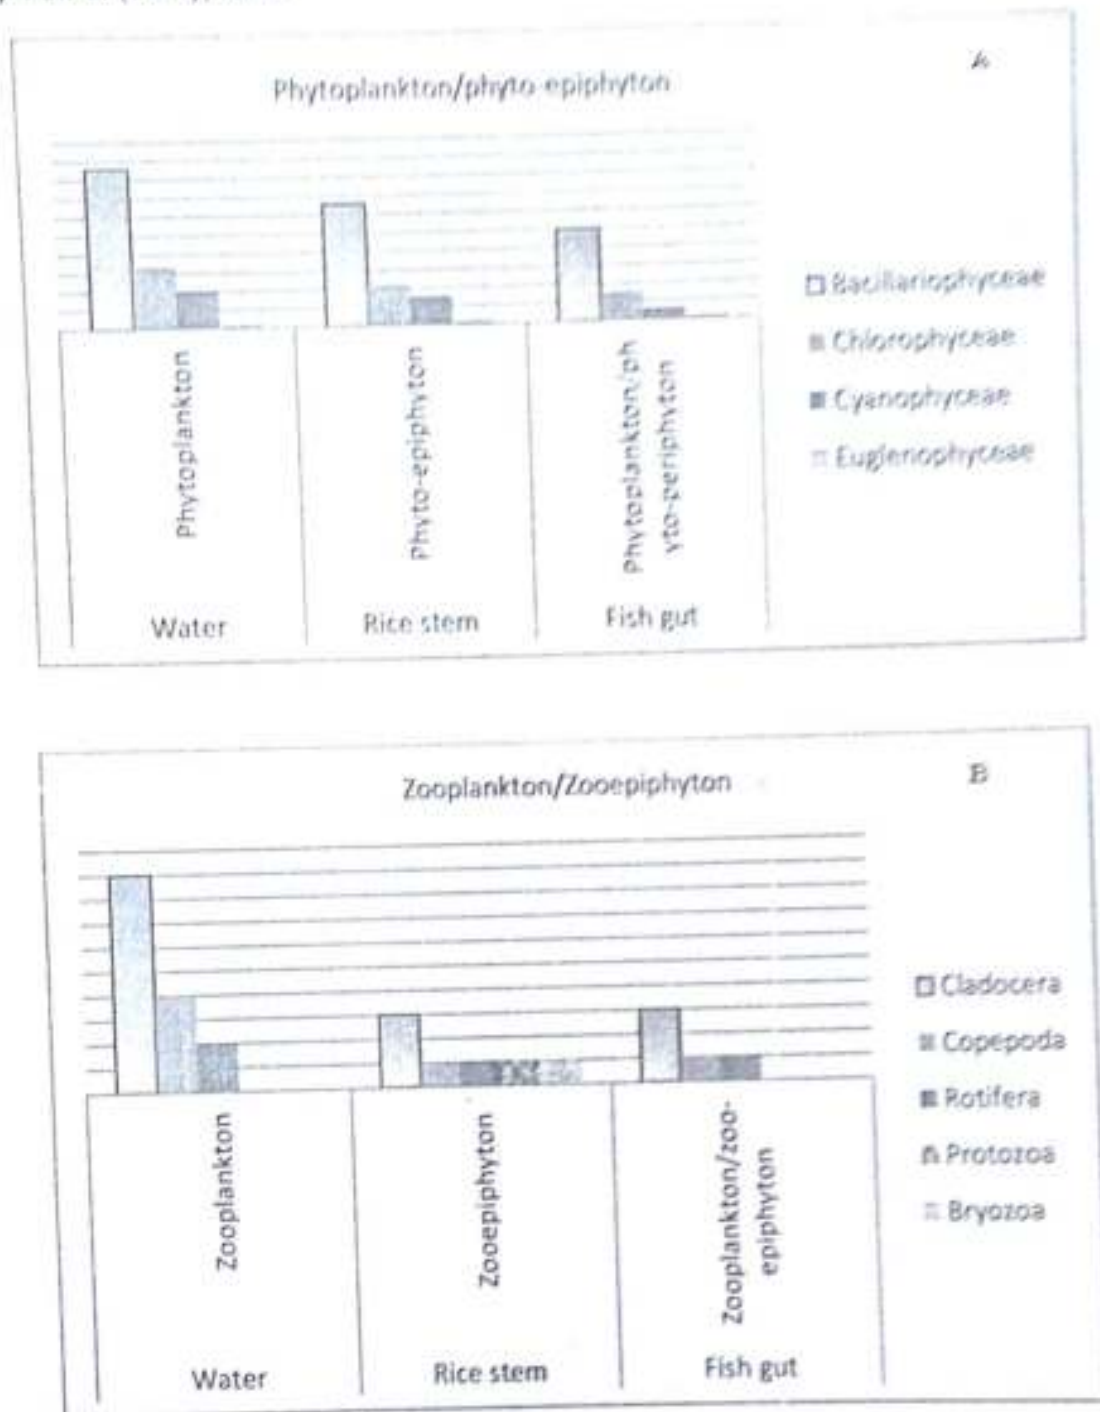 Phytoplankton/phyto-epiphyton
A
Bacillariophyceae
Chlorophyceae
Cyanophyceae
Euglenophyceae
Phytoplankton
Phyto-epiphyton
Phytoplankton/ph
yto-periphyton
Water
Rice stem
Fish gut
Zooplankton/Zooepiphyton
B
Cladocera
Copepoda
Rotifera
Protozoa
Bryozoa
Zooplankton
Zooepiphyton
Zooplankton/zoo-
epiphyton
Water
Rice stem
Fish gut